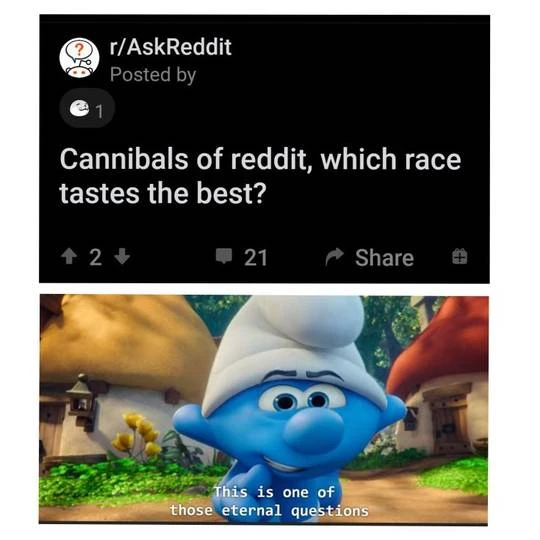 r/AskReddit
Posted by
1
Cannibals of reddit, which race
tastes the best?
2
21
Share
This is one of
those eternal questions